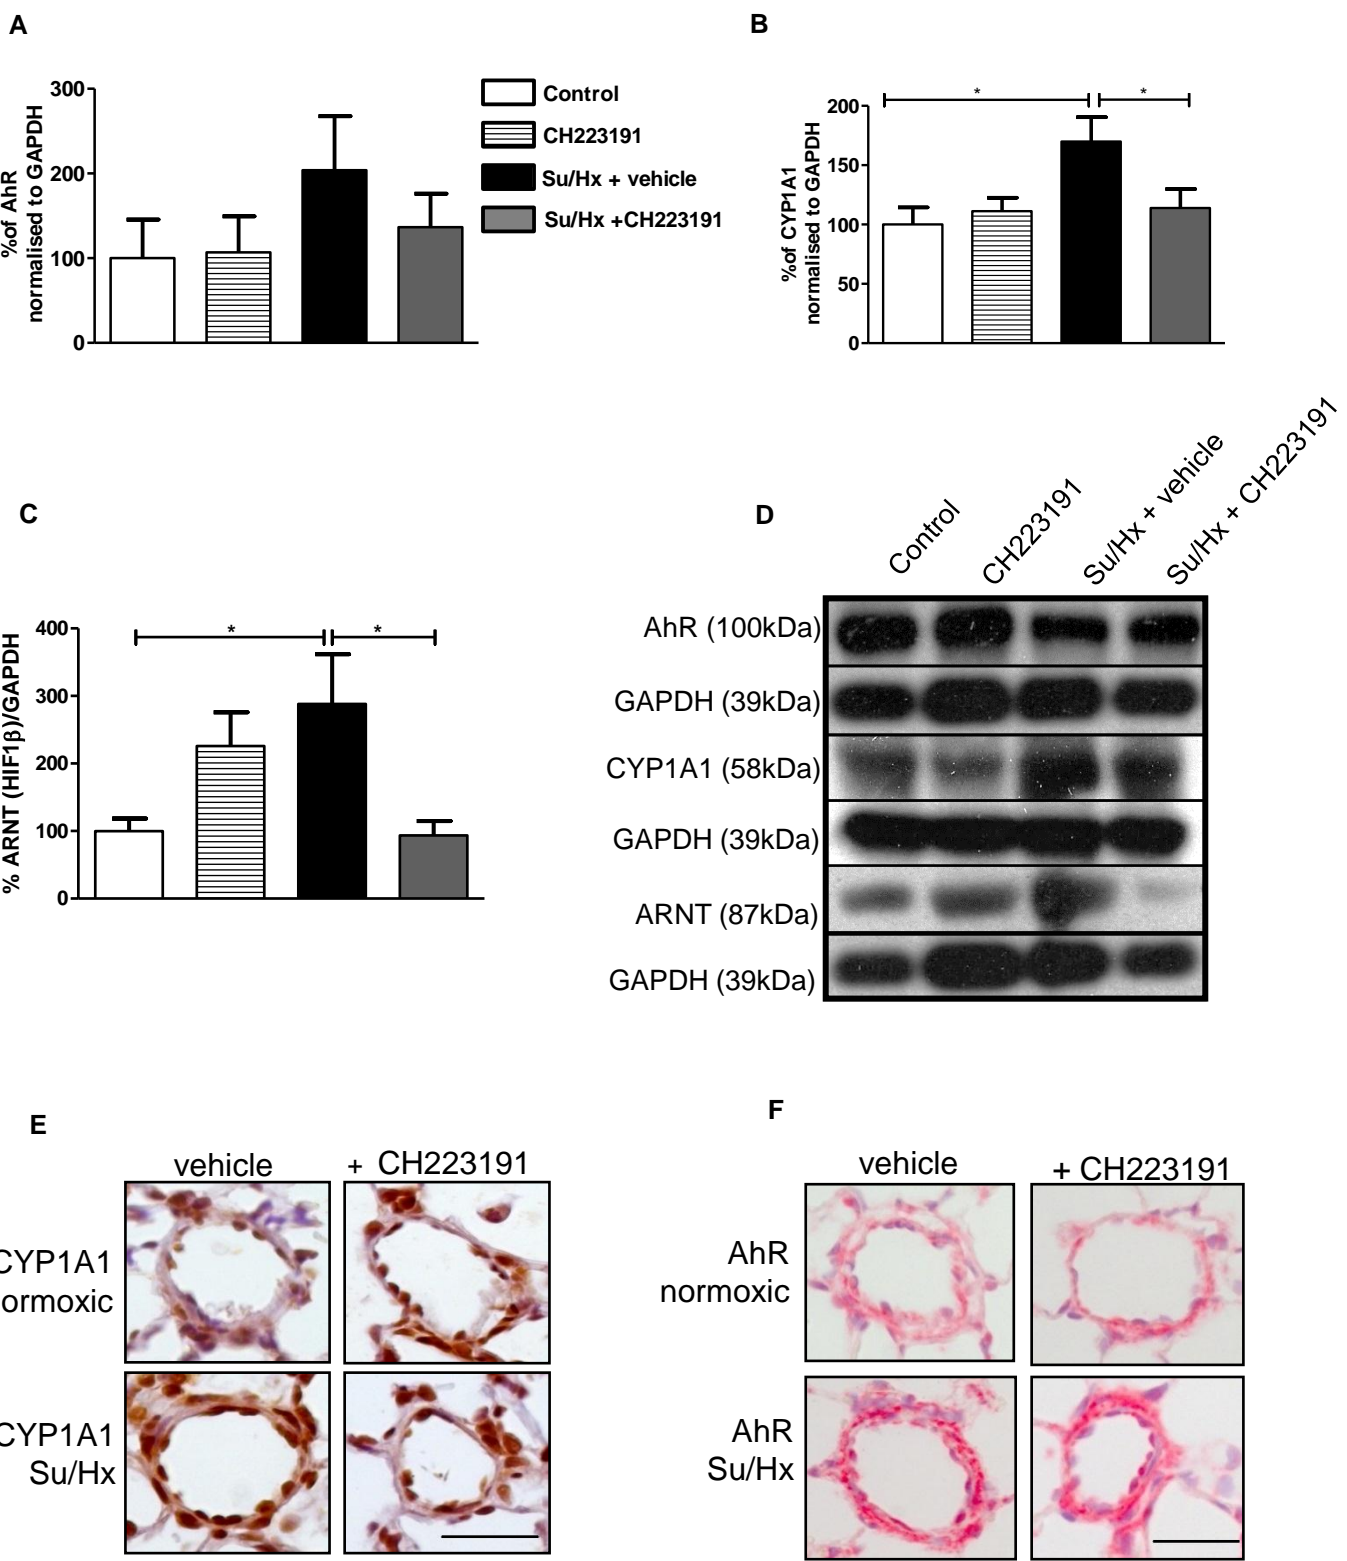 A
300
200
100
0
%of AhR
normalised to GAPDH
Control
CH223191
Su/Hx + vehicle
Su/Hx +CH223191
B
200
150
100
50
0
%of CYP1A1
normalised to GAPDH
* *
C
400
300
200
100
0
% ARNT (HIF1β)/GAPDH
* *
D
Control
CH223191
Su/Hx + vehicle
Su/Hx + CH223191
AhR (100kDa)
GAPDH (39kDa)
CYP1A1 (58kDa)
GAPDH (39kDa)
ARNT (87kDa)
GAPDH (39kDa)
E
vehicle
+ CH223191
CYP1A1
ormoxic
CYP1A1
Su/Hx
F
vehicle
+ CH223191
AhR
normoxic
AhR
Su/Hx